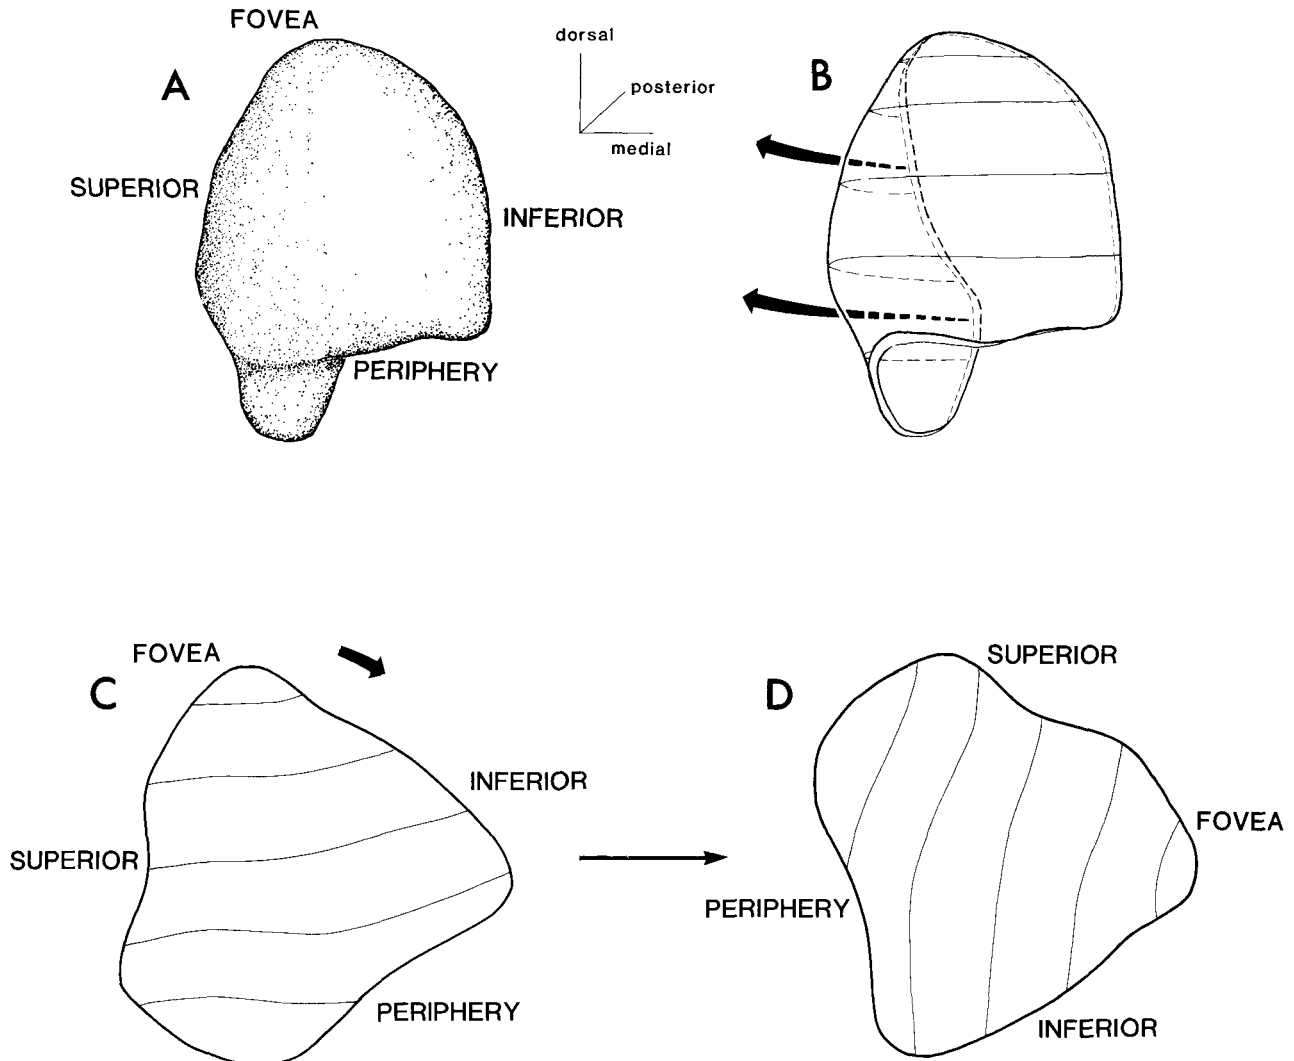 FOVEA
A
SUPERIOR
INFERIOR
PERIPHERY
dorsal
posterior
medial
B
FOVEA
C
INFERIOR
SUPERIOR
PERIPHERY
SUPERIOR
D
FOVEA
PERIPHERY
INFERIOR